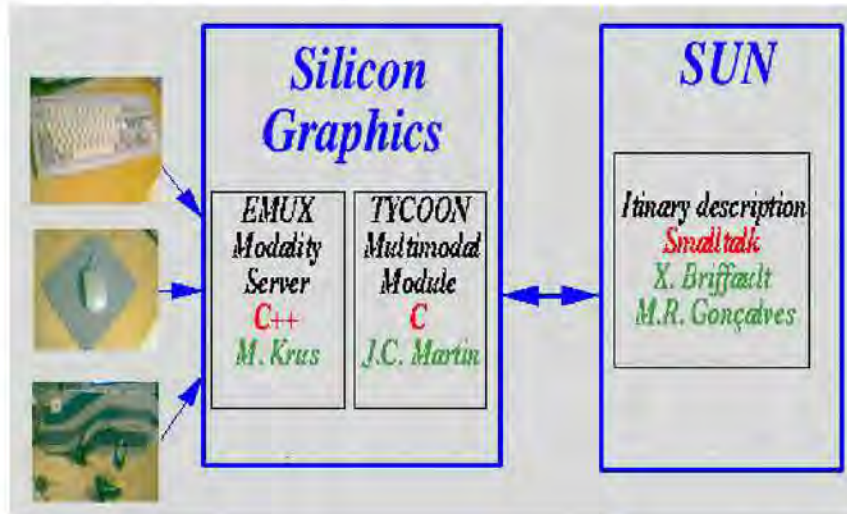 Silicon
Graphics
EMUX
Modality
Server
C++
M. Krus
TYCOON
Multimodal
Module
C
J.C. Martin
SUN
Itinary description
Smalltalk
X. Briffault
M.R. Gonçalves